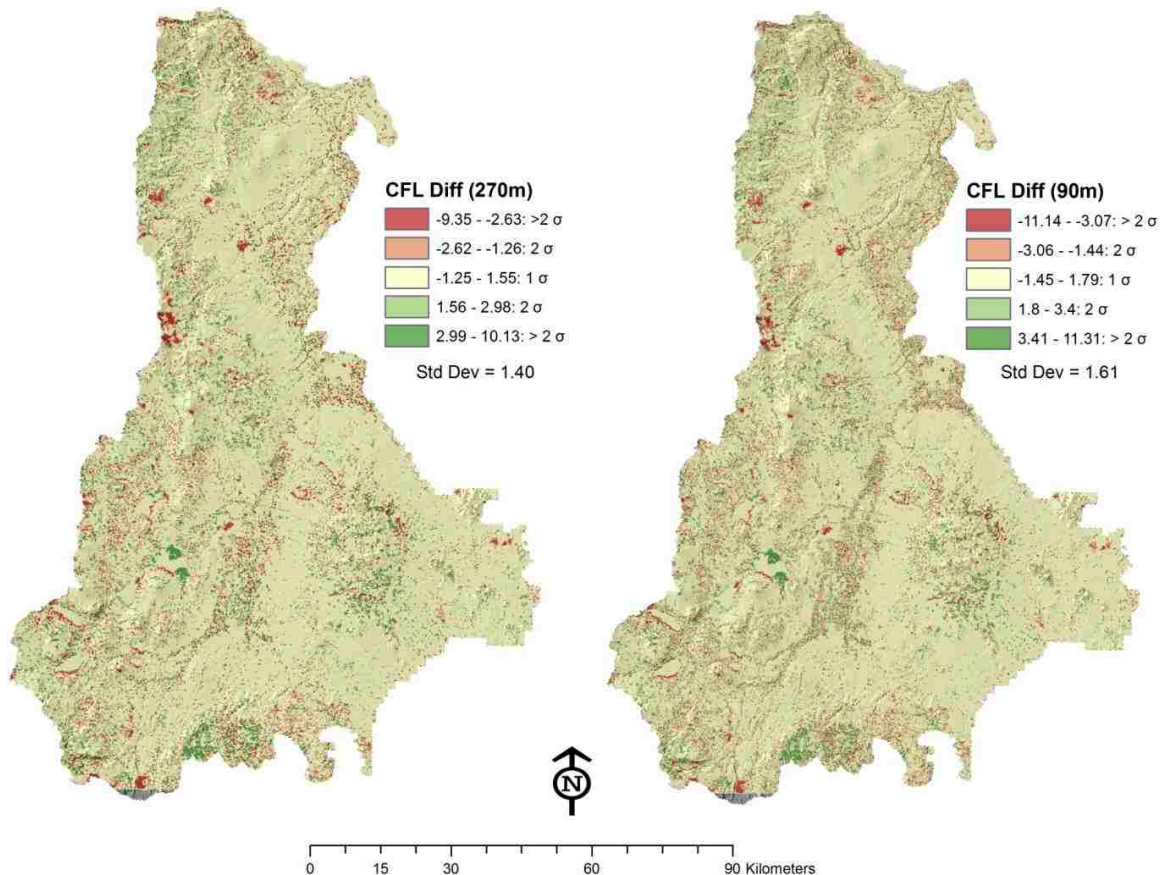 CFL Diff (270m)
-9.35 - -2.63: >2 σ
-2.62 - -1.26: 2 σ
-1.25 - 1.55: 1 σ
1.56 - 2.98: 2 σ
2.99 - 10.13: > 2 σ
Std Dev = 1.40
CFL Diff (90m)
-11.14 - -3.07: > 2 σ
-3.06 - -1.44: 2 σ
-1.45 - 1.79: 1 σ
1.8 - 3.4: 2 σ
3.41 - 11.31: > 2 σ
Std Dev = 1.61
N
0 15 30 60 90 Kilometers